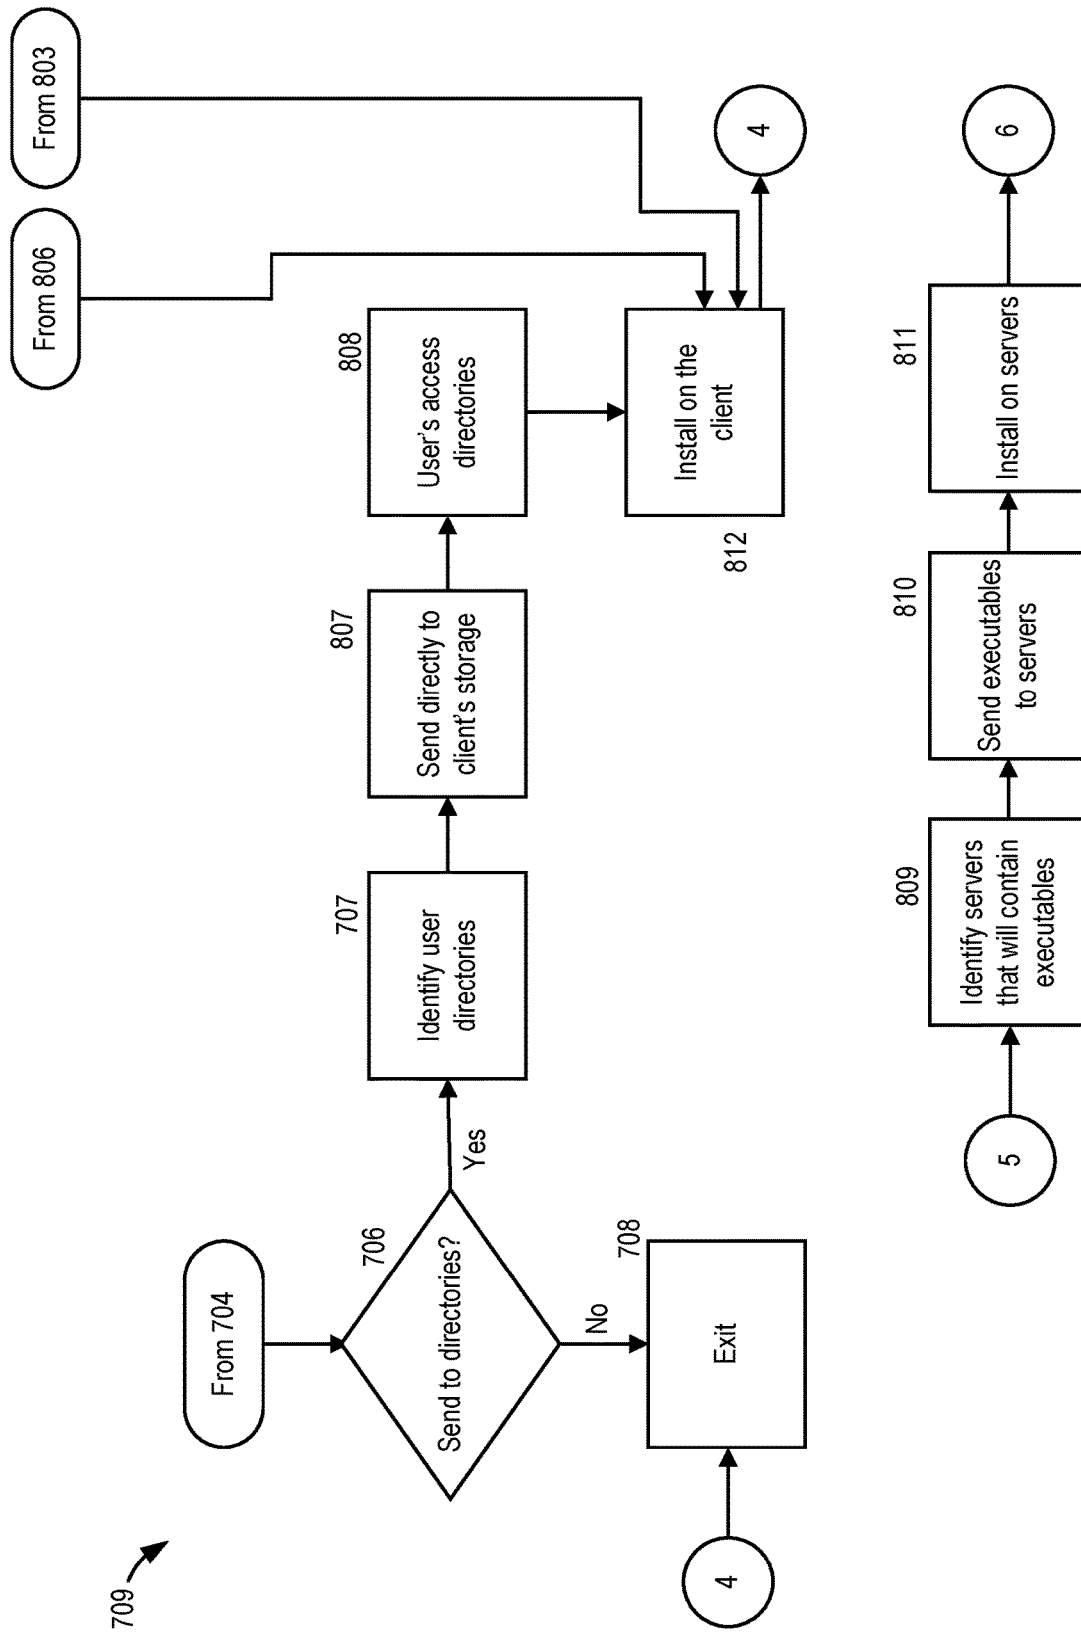 709
From 704
706
Send to directories?
Yes
No
707
Identify user
directories
807
Send directly to
client's storage
808
User's access
directories
From 806
From 803
812
Install on the
client
4
4
708
Exit
5
809
Identify servers
that will contain
executables
810
Send executables
to servers
811
Install on servers
6